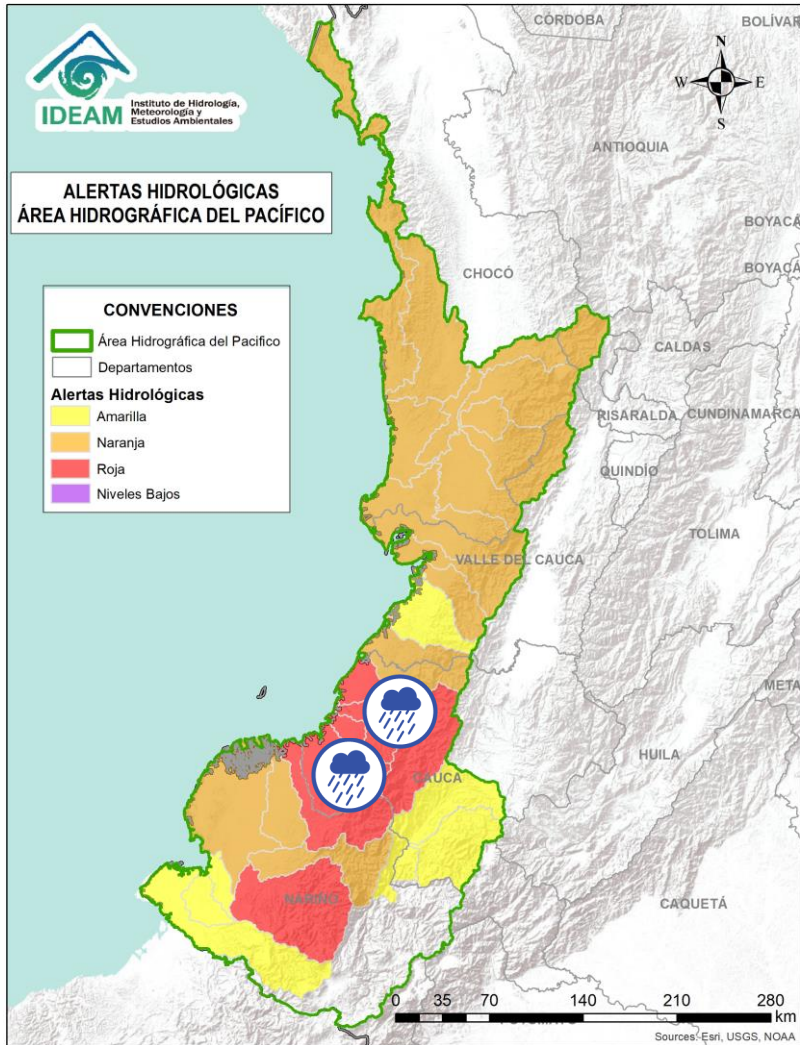 IDEAM
Instituto de Hidrología,
Meteorología y
Estudios Ambientales
ALERTAS HIDROLÓGICAS
ÁREA HIDROGRÁFICA DEL PACÍFICO
CONVENCIONES
Área Hidrográfica del Pacifico
Departamentos
Alertas Hidrológicas
Amarilla
Naranja
Roja
Niveles Bajos
N
W E
S
CÓRDOBA
BOLÍVAR
ANTIOQUIA
BOYACÁ
CHOCÓ
BOYACÁ
CALDAS
RISARALDA
CUNDINAMARCA
QUINDÍO
TOLIMA
VALLE DEL CAUCA
META
HUILA
CAUCA
NARIÑO
CAQUETÁ
0 35 70 140 210 280
km
Sources: Esri, USGS, NOAA